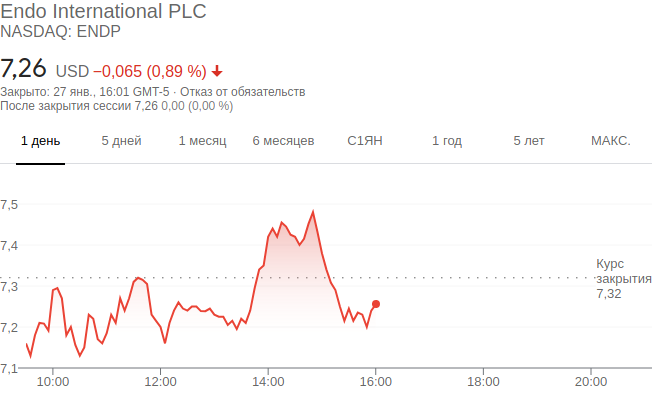 Endo International PLC
NASDAQ: ENDP
7,26 USD −0,065 (0,89 %)
Закрыто: 27 янв., 16:01 GMT-5 · Отказ от обязательств
После закрытия сессии 7,26 0,00 (0,00 %)
1 день 5 дней 1 месяц 6 месяцев С1ЯН 1 год 5 лет МАКС.
7,5
7,4
Курс
закрытия
7,32
7,3
7,2
7,1
10:00 12:00 14:00 16:00 18:00 20:00